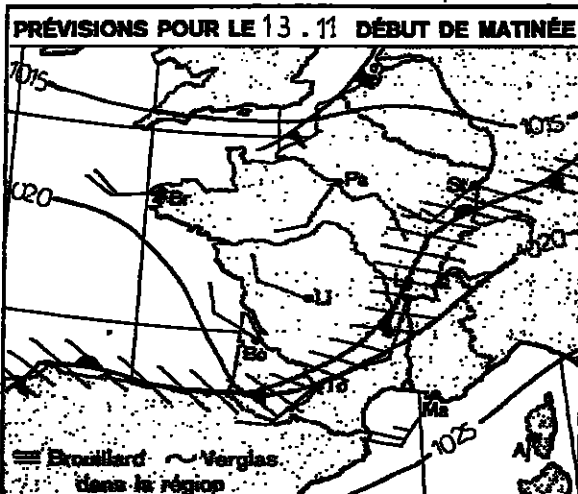 PRÉVISIONS POUR LE 13.11 DÉBUT DE MATINÉE
1015
1015
Pa
St
Br
1020
1020
Li
Bo
To
Ma
1025
A
Brouillard Verglas
dans la région